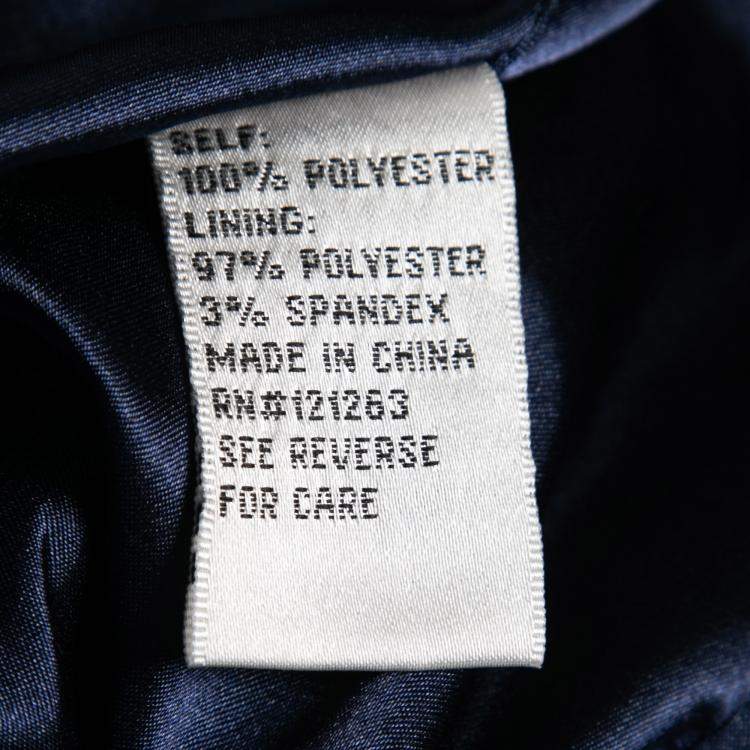 SELF:
100% POLYESTER
LINING:
97% POLYESTER
3% SPANDEX
MADE IN CHINA
RN#121263
SEE REVERSE
FOR CARE